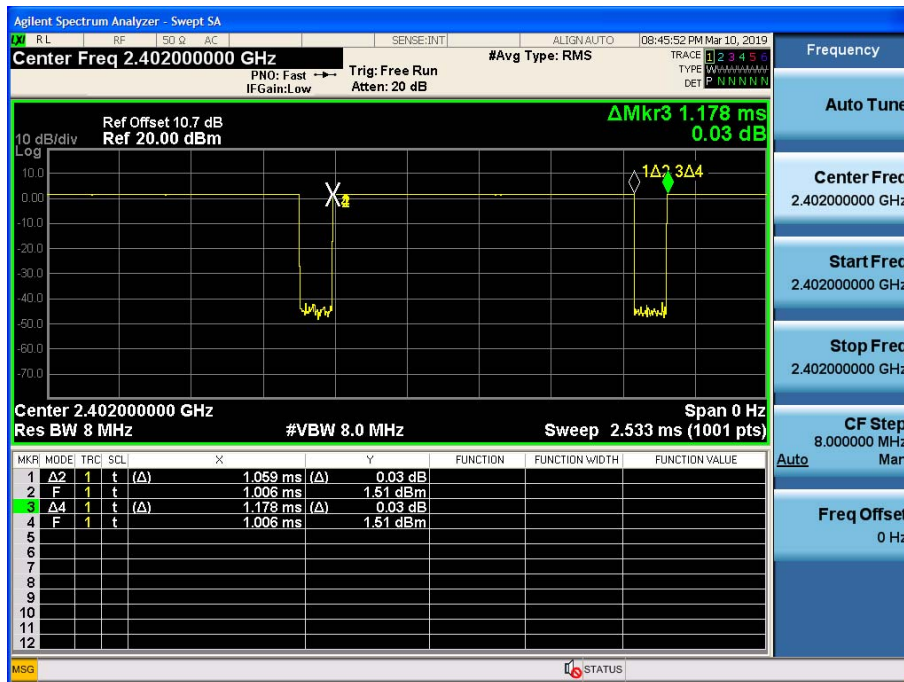 Agilent Spectrum Analyzer - Swept SA
LXI RL RF 50 Ω AC SENSE:INT ALIGN AUTO 08:45:52 PM Mar 10, 2019
Center Freq 2.402000000 GHz #Avg Type: RMS TRACE 1 2 3 4 5 6
PNO: Fast Trig: Free Run TYPE WWWWWW
IFGain:Low Atten: 20 dB DET P N N N N N
ΔMkr3 1.178 ms
0.03 dB
Ref Offset 10.7 dB
10 dB/div Ref 20.00 dBm
Log
1Δ2 3Δ4
10.0
0.00
-10.0
-20.0
-30.0
-40.0
-50.0
-60.0
-70.0
X
Center 2.402000000 GHz Span 0 Hz
Res BW 8 MHz #VBW 8.0 MHz Sweep 2.533 ms (1001 pts)
MKR MODE TRC SCL X Y FUNCTION FUNCTION WIDTH FUNCTION VALUE
1 Δ2 1 t (Δ) 1.059 ms (Δ) 0.03 dB
2 F 1 t 1.006 ms 1.51 dBm
3 Δ4 1 t (Δ) 1.178 ms (Δ) 0.03 dB
4 F 1 t 1.006 ms 1.51 dBm
5
6
7
8
9
10
11
12
MSG STATUS
Frequency
Auto Tune
Center Freq
2.402000000 GHz
Start Freq
2.402000000 GHz
Stop Freq
2.402000000 GHz
CF Step
8.000000 MHz
Auto Man
Freq Offset
0 Hz